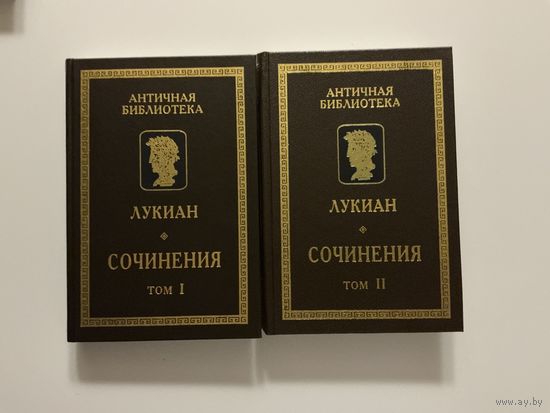 АНТИЧНАЯ
БИБЛИОТЕКА
ЛУКИАН
СОЧИНЕНИЯ
ТОМ I
АНТИЧНАЯ
БИБЛИОТЕКА
ЛУКИАН
СОЧИНЕНИЯ
ТОМ II
www.ay.by